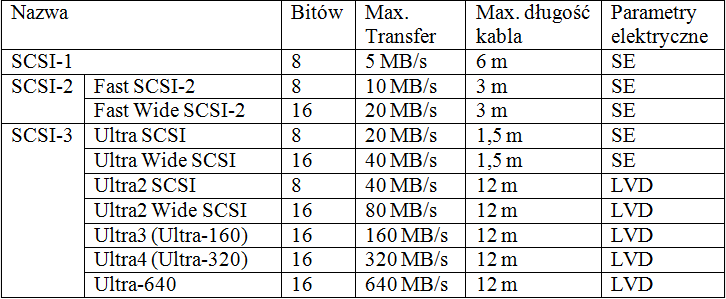 Nazwa Bitów Max. Transfer Max. długość kabla Parametry elektryczne
SCSI-1 8 5 MB/s 6 m SE
SCSI-2 Fast SCSI-2 8 10 MB/s 3 m SE
Fast Wide SCSI-2 16 20 MB/s 3 m SE
SCSI-3 Ultra SCSI 8 20 MB/s 1,5 m SE
Ultra Wide SCSI 16 40 MB/s 1,5 m SE
Ultra2 SCSI 8 40 MB/s 12 m LVD
Ultra2 Wide SCSI 16 80 MB/s 12 m LVD
Ultra3 (Ultra-160) 16 160 MB/s 12 m LVD
Ultra4 (Ultra-320) 16 320 MB/s 12 m LVD
Ultra-640 16 640 MB/s 12 m LVD